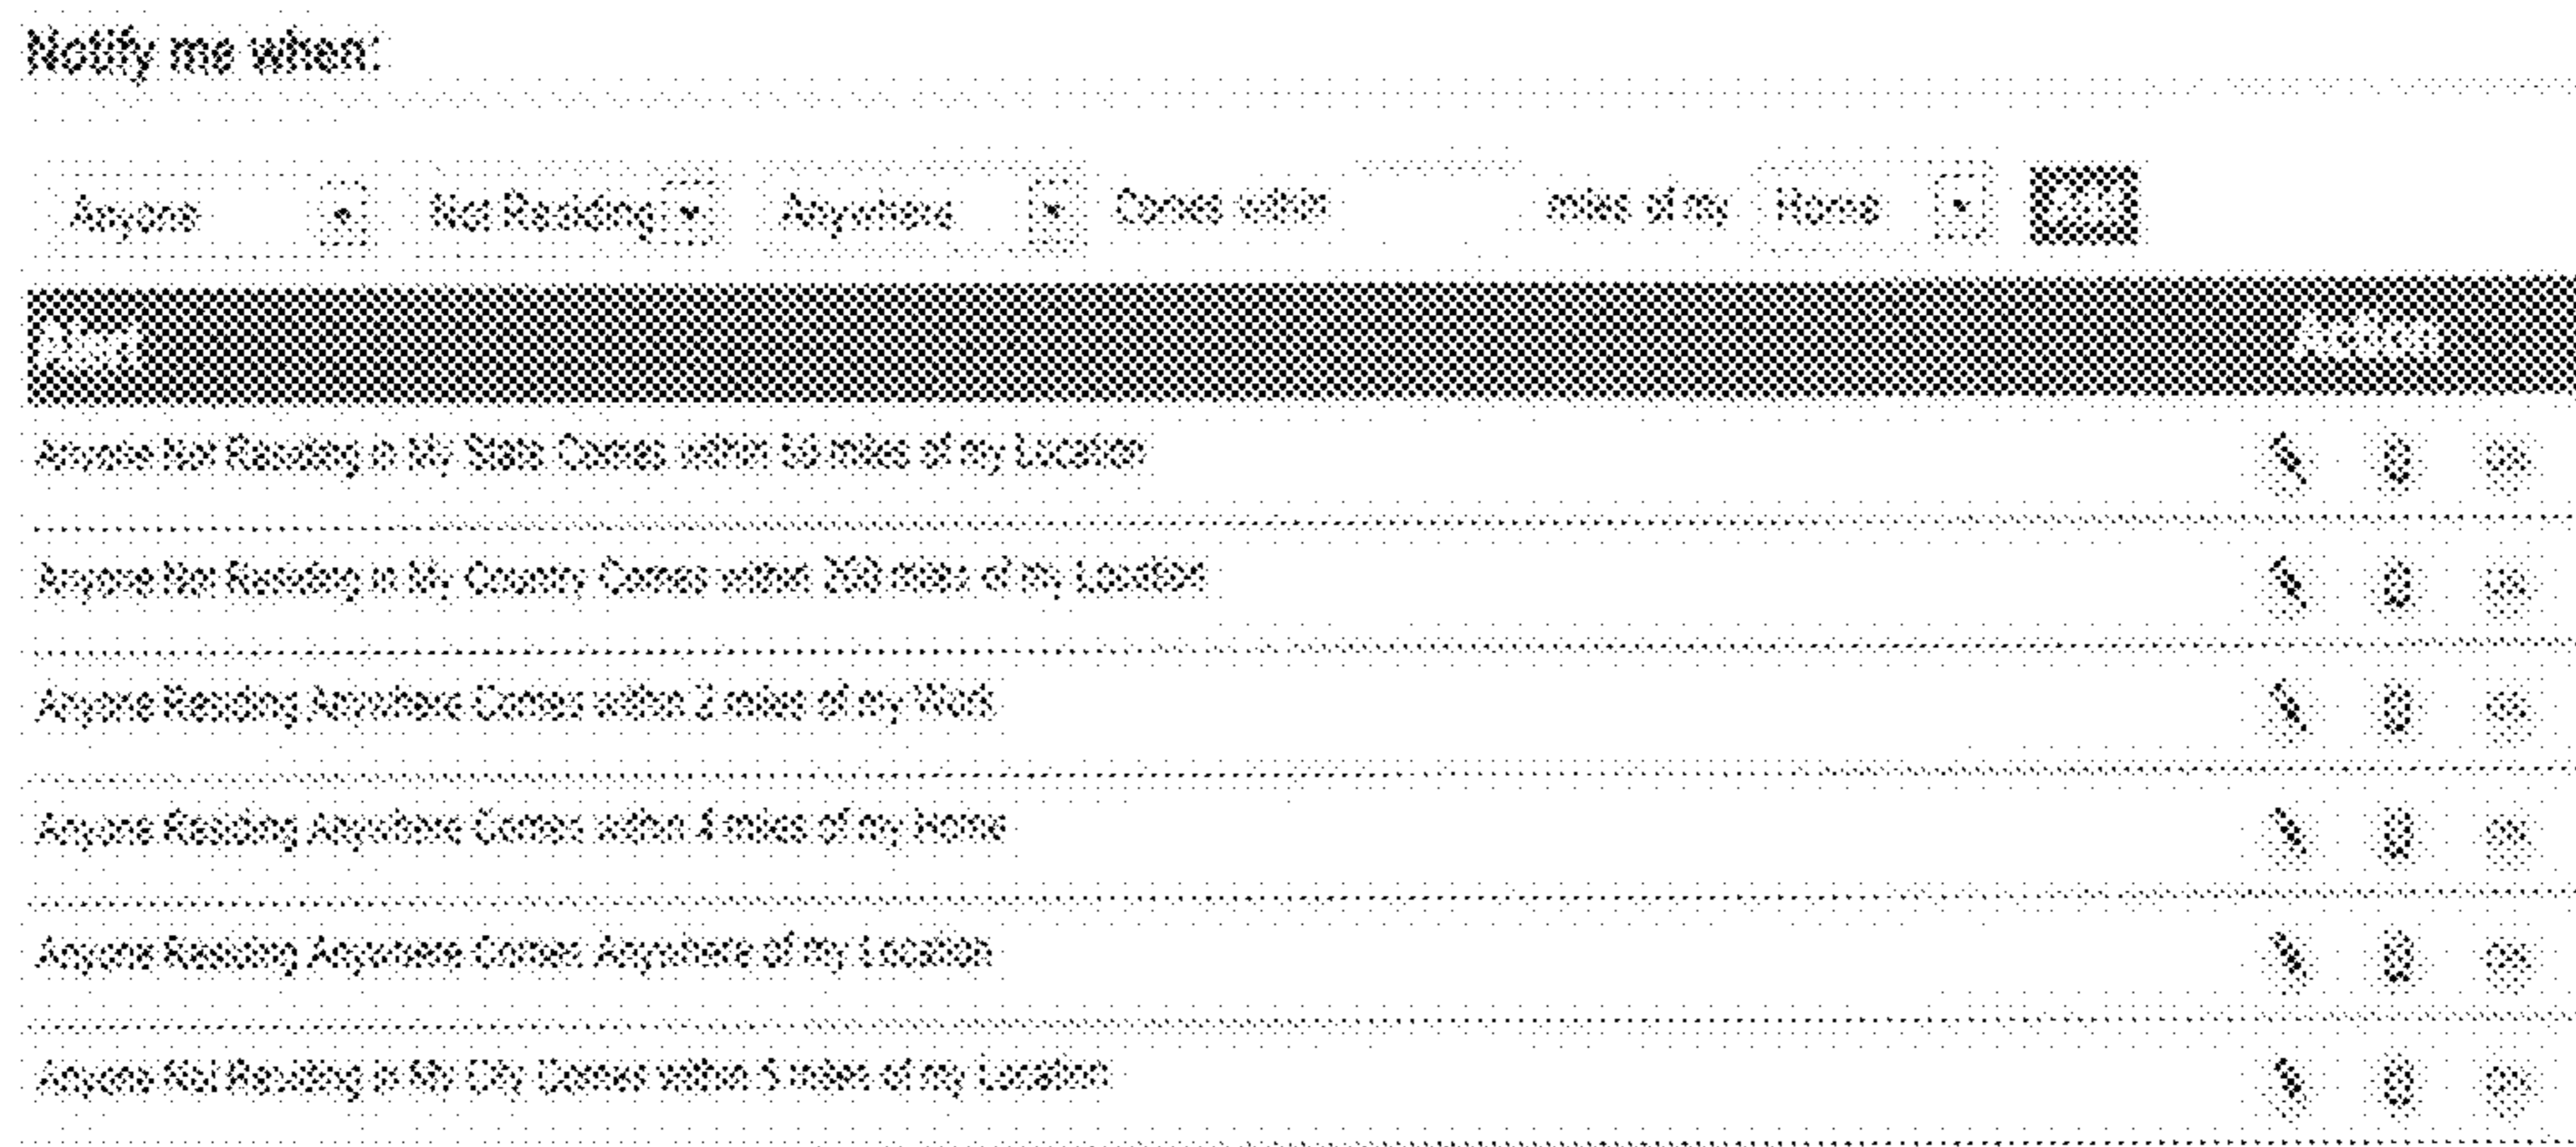 Notify me when:
Anyone Not Residing Anywhere Comes within miles of my Home
Alert Action
Anyone Not Residing in My State Comes within 50 miles of my Location
Anyone Not Residing in My Country Comes within miles of my Location
Anyone Residing Anywhere Comes within 2 miles of my Work
Anyone Residing Anywhere Comes within miles of my Home
Anyone Residing Anywhere Comes Anywhere of my Location
Anyone Not Residing in My City Comes within 5 miles of my Location